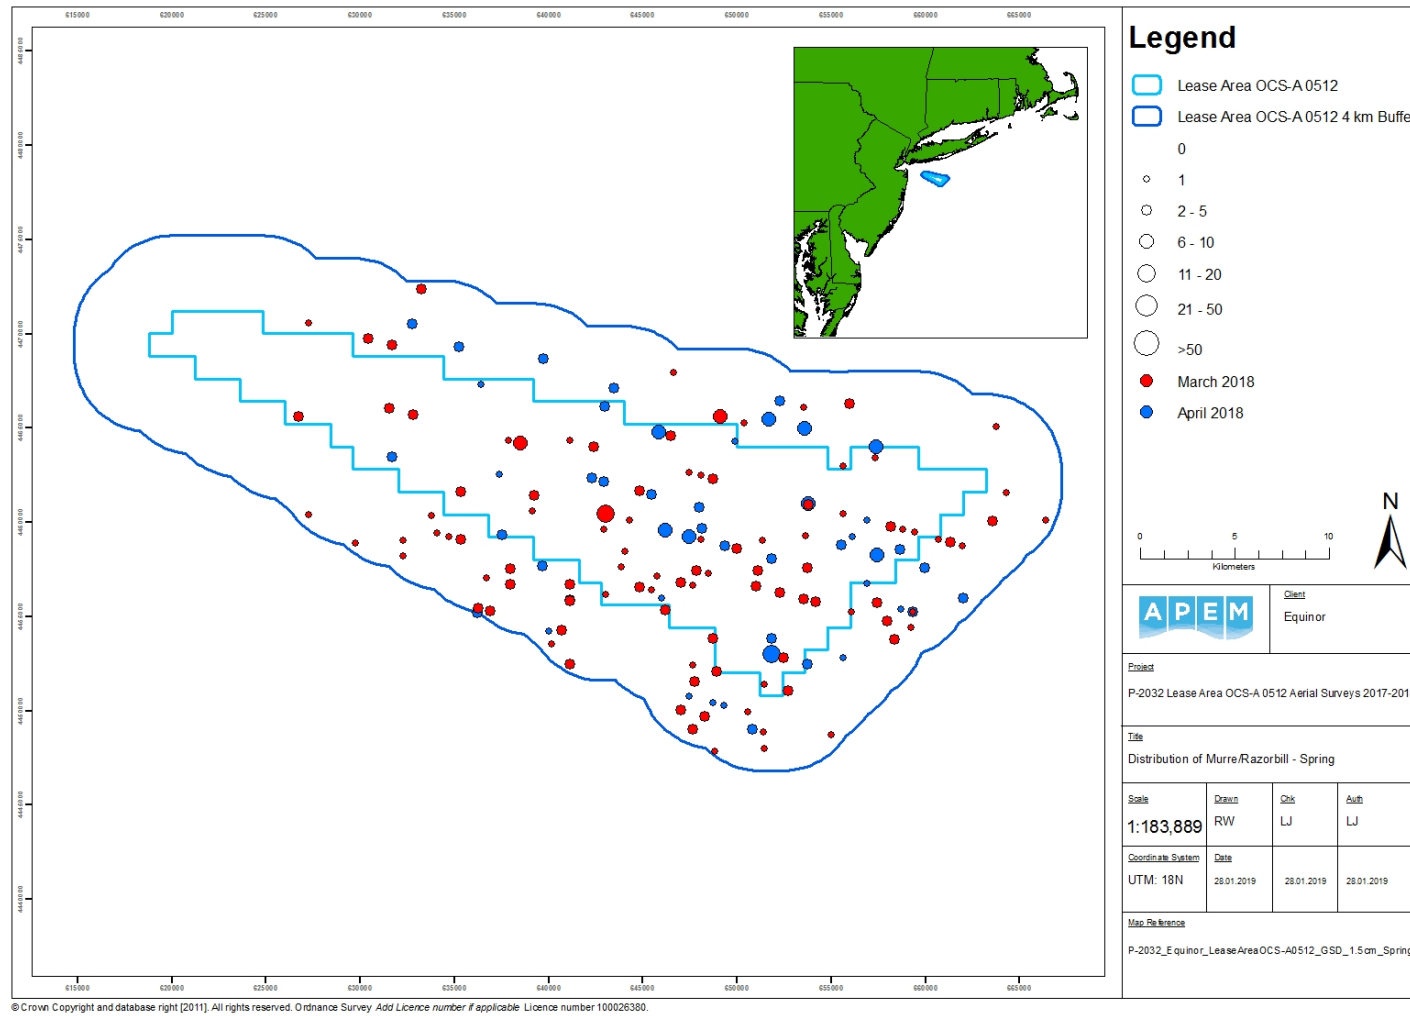 615000 620000 625000 630000 635000 640000 645000 650000 655000 660000 665000
Legend
Lease Area OCS-A 0512
Lease Area OCS-A 0512 4 km Buffe
0
1
2 - 5
6 - 10
11 - 20
21 - 50
>50
March 2018
April 2018
N
0 5 10
Kilometers
APEM
Client
Equinor
Project
P-2032 Lease Area OCS-A 0512 Aerial Surveys 2017-201
Title
Distribution of Murre/Razorbill - Spring
Scale Drawn Chk Auth
1:183,889 RW LJ LJ
Coordinate System Date
UTM: 18N 28.01.2019 28.01.2019 28.01.2019
Map Reference
P-2032_Equinor_LeaseAreaOCS-A0512_GSD_1.5cm_Spring
615000 620000 625000 630000 635000 640000 645000 650000 655000 660000 665000
© Crown Copyright and database right [2011]. All rights reserved. Ordnance Survey Add Licence number if applicable Licence number 100026380.